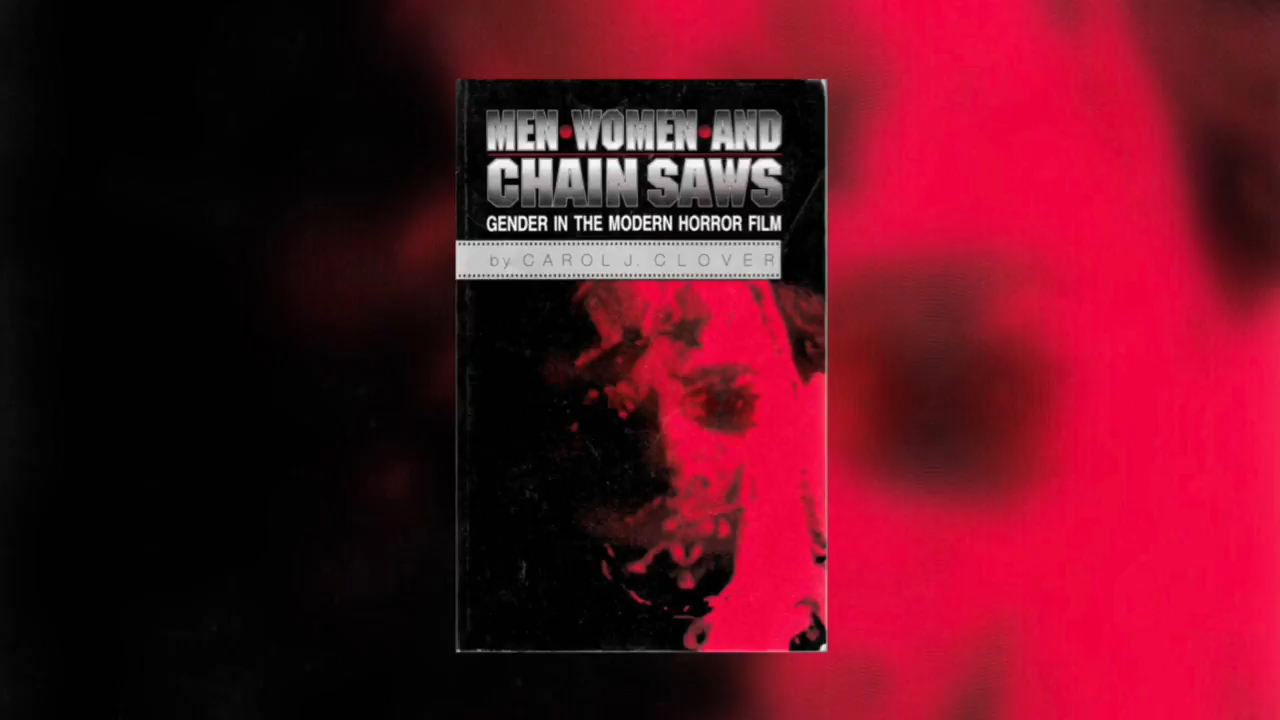 MEN•WOMEN•AND
CHAIN SAWS
GENDER IN THE MODERN HORROR FILM
by CAROL J. CLOVER